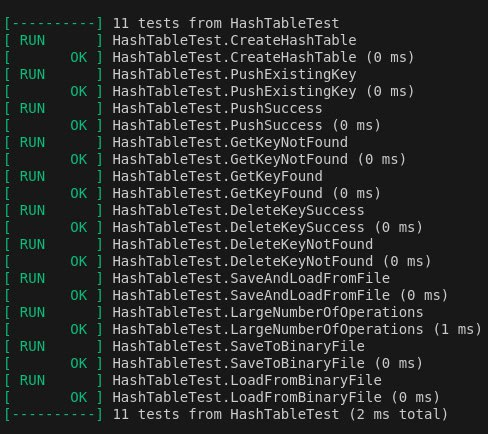 [----------] 11 tests from HashTableTest
[ RUN      ] HashTableTest.CreateHashTable
[       OK ] HashTableTest.CreateHashTable (0 ms)
[ RUN      ] HashTableTest.PushExistingKey
[       OK ] HashTableTest.PushExistingKey (0 ms)
[ RUN      ] HashTableTest.PushSuccess
[       OK ] HashTableTest.PushSuccess (0 ms)
[ RUN      ] HashTableTest.GetKeyNotFound
[       OK ] HashTableTest.GetKeyNotFound (0 ms)
[ RUN      ] HashTableTest.GetKeyFound
[       OK ] HashTableTest.GetKeyFound (0 ms)
[ RUN      ] HashTableTest.DeleteKeySuccess
[       OK ] HashTableTest.DeleteKeySuccess (0 ms)
[ RUN      ] HashTableTest.DeleteKeyNotFound
[       OK ] HashTableTest.DeleteKeyNotFound (0 ms)
[ RUN      ] HashTableTest.SaveAndLoadFromFile
[       OK ] HashTableTest.SaveAndLoadFromFile (0 ms)
[ RUN      ] HashTableTest.LargeNumberOfOperations
[       OK ] HashTableTest.LargeNumberOfOperations (1 ms)
[ RUN      ] HashTableTest.SaveToBinaryFile
[       OK ] HashTableTest.SaveToBinaryFile (0 ms)
[ RUN      ] HashTableTest.LoadFromBinaryFile
[       OK ] HashTableTest.LoadFromBinaryFile (0 ms)
[----------] 11 tests from HashTableTest (2 ms total)